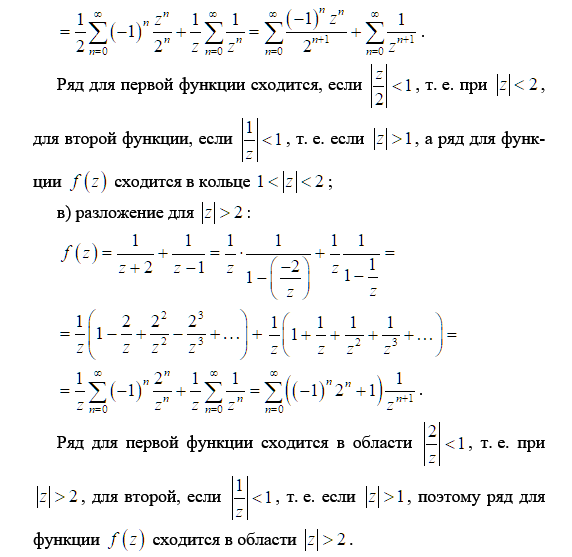 = \frac{1}{2} \sum_{n=0}^{\infty} (-1)^n \frac{z^n}{2^n} + \frac{1}{z} \sum_{n=0}^{\infty} \frac{1}{z^n} = \sum_{n=0}^{\infty} \frac{(-1)^n z^n}{2^{n+1}} + \sum_{n=0}^{\infty} \frac{1}{z^{n+1}} .
Ряд для первой функции сходится, если \left| \frac{z}{2} \right| < 1, т. е. при |z| < 2,
для второй функции, если \left| \frac{1}{z} \right| < 1, т. е. если |z| > 1, а ряд для функ-
ции f(z) сходится в кольце 1 < |z| < 2;
в) разложение для |z| > 2:
f(z) = \frac{1}{z+2} + \frac{1}{z-1} = \frac{1}{z} \cdot \frac{1}{1-\left(\frac{-2}{z}\right)} + \frac{1}{z} \frac{1}{1-\frac{1}{z}} =
= \frac{1}{z} \left( 1 - \frac{2}{z} + \frac{2^2}{z^2} - \frac{2^3}{z^3} + \ldots \right) + \frac{1}{z} \left( 1 + \frac{1}{z} + \frac{1}{z^2} + \frac{1}{z^3} + \ldots \right) =
= \frac{1}{z} \sum_{n=0}^{\infty} (-1)^n \frac{2^n}{z^n} + \frac{1}{z} \sum_{n=0}^{\infty} \frac{1}{z^n} = \sum_{n=0}^{\infty} \left( (-1)^n 2^n + 1 \right) \frac{1}{z^{n+1}} .
Ряд для первой функции сходится в области \left| \frac{2}{z} \right| < 1, т. е. при
|z| > 2, для второй, если \left| \frac{1}{z} \right| < 1, т. е. если |z| > 1, поэтому ряд для
функции f(z) сходится в области |z| > 2.